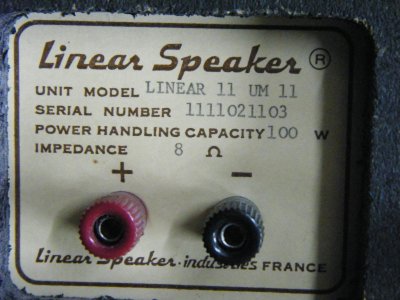 Linear Speaker ®
UNIT MODEL LINEAR 11 UM 11
SERIAL NUMBER 1111021103
POWER HANDLING CAPACITY 100 W
IMPEDANCE 8 Ω
+ −
Linear Speaker · industries FRANCE